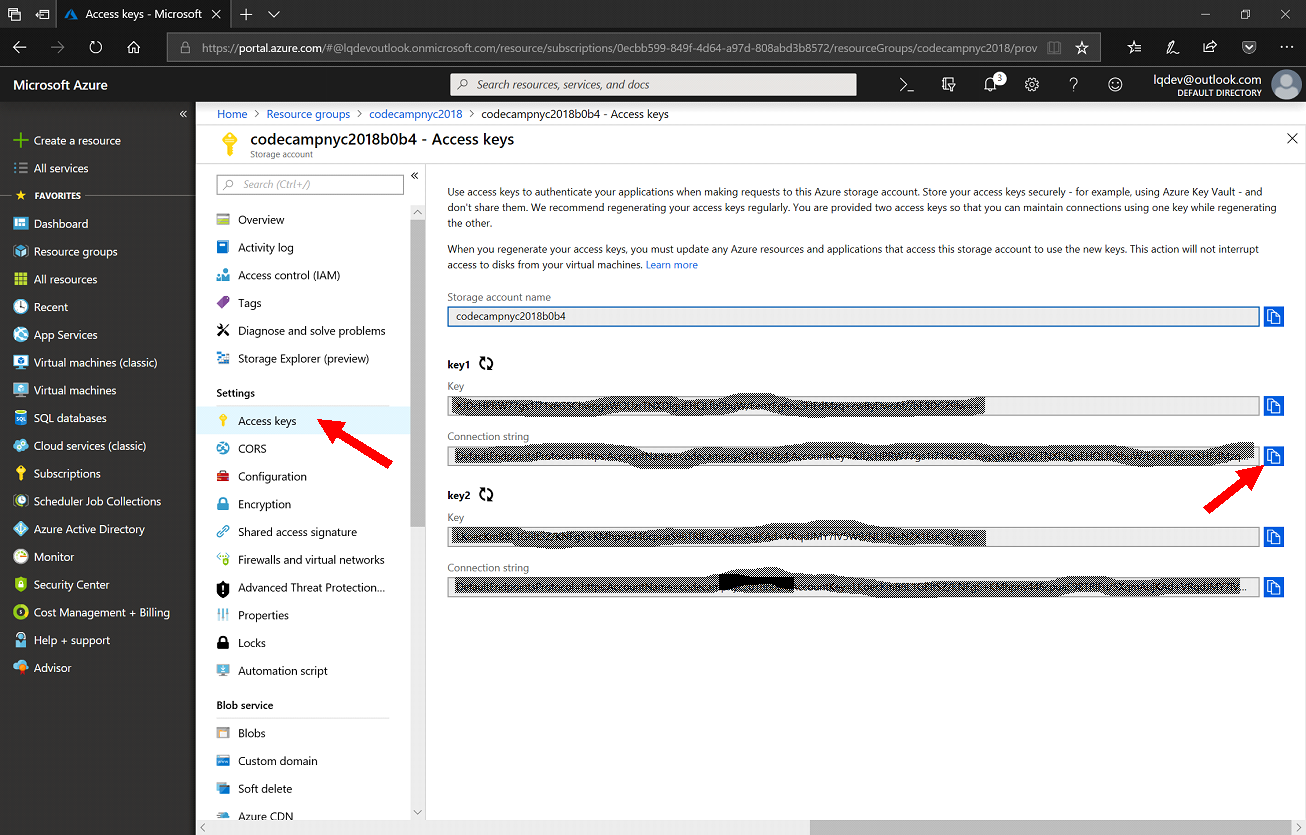 Access keys - Microsoft
https://portal.azure.com/#@lqdevoutlook.onmicrosoft.com/resource/subscriptions/0ecbb599-849f-4d64-a97d-808abd3b8572/resourceGroups/codecampnyc2018/prov
Microsoft Azure
Search resources, services, and docs
3
lqdev@outlook.com
DEFAULT DIRECTORY
Create a resource
All services
FAVORITES
Dashboard
Resource groups
All resources
Recent
App Services
Virtual machines (classic)
Virtual machines
SQL databases
Cloud services (classic)
Subscriptions
Scheduler Job Collections
Azure Active Directory
Monitor
Security Center
Cost Management + Billing
Help + support
Advisor
Home > Resource groups > codecampnyc2018 > codecampnyc2018b0b4 - Access keys
codecampnyc2018b0b4 - Access keys
Storage account
Search (Ctrl+/)
Overview
Activity log
Access control (IAM)
Tags
Diagnose and solve problems
Storage Explorer (preview)
Settings
Access keys
CORS
Configuration
Encryption
Shared access signature
Firewalls and virtual networks
Advanced Threat Protection...
Properties
Locks
Automation script
Blob service
Blobs
Custom domain
Soft delete
Azure CDN
Use access keys to authenticate your applications when making requests to this Azure storage account. Store your access keys securely - for example, using Azure Key Vault - and
don't share them. We recommend regenerating your access keys regularly. You are provided two access keys so that you can maintain connections using one key while regenerating
the other.
When you regenerate your access keys, you must update any Azure resources and applications that access this storage account to use the new keys. This action will not interrupt
access to disks from your virtual machines. Learn more
Storage account name
codecampnyc2018b0b4
key1
Key
Connection string
key2
Key
Connection string